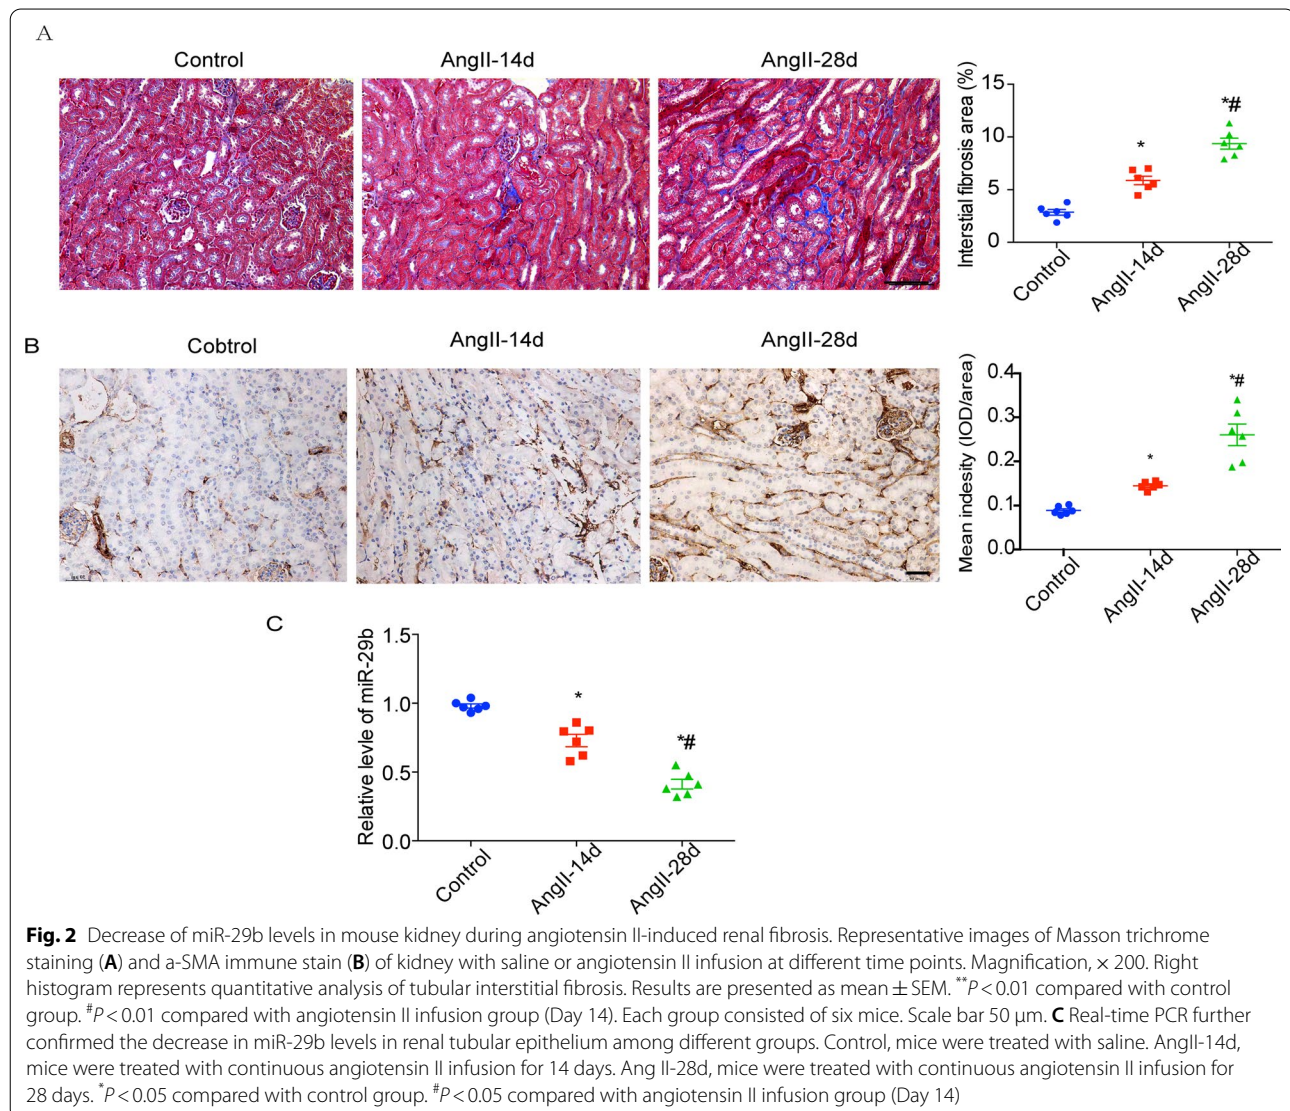 A
Control
AngII-14d
AngII-28d
Interstial fibrosis area (%)
15
10
5
0
*
*#
Control
AngII-14d
AngII-28d
B
Cobtrol
AngII-14d
AngII-28d
Mean indesity (IOD/area)
0.4
0.3
0.2
0.1
0.0
*
*#
Control
AngII-14d
AngII-28d
C
Relative levle of miR-29b
1.5
1.0
0.5
0.0
*
*#
Control
AngII-14d
AngII-28d
Fig. 2 Decrease of miR-29b levels in mouse kidney during angiotensin II-induced renal fibrosis. Representative images of Masson trichrome
staining (A) and a-SMA immune stain (B) of kidney with saline or angiotensin II infusion at different time points. Magnification, × 200. Right
histogram represents quantitative analysis of tubular interstitial fibrosis. Results are presented as mean ± SEM. **P < 0.01 compared with control
group. #P < 0.01 compared with angiotensin II infusion group (Day 14). Each group consisted of six mice. Scale bar 50 μm. C Real-time PCR further
confirmed the decrease in miR-29b levels in renal tubular epithelium among different groups. Control, mice were treated with saline. AngII-14d,
mice were treated with continuous angiotensin II infusion for 14 days. Ang II-28d, mice were treated with continuous angiotensin II infusion for
28 days. *P < 0.05 compared with control group. #P < 0.05 compared with angiotensin II infusion group (Day 14)